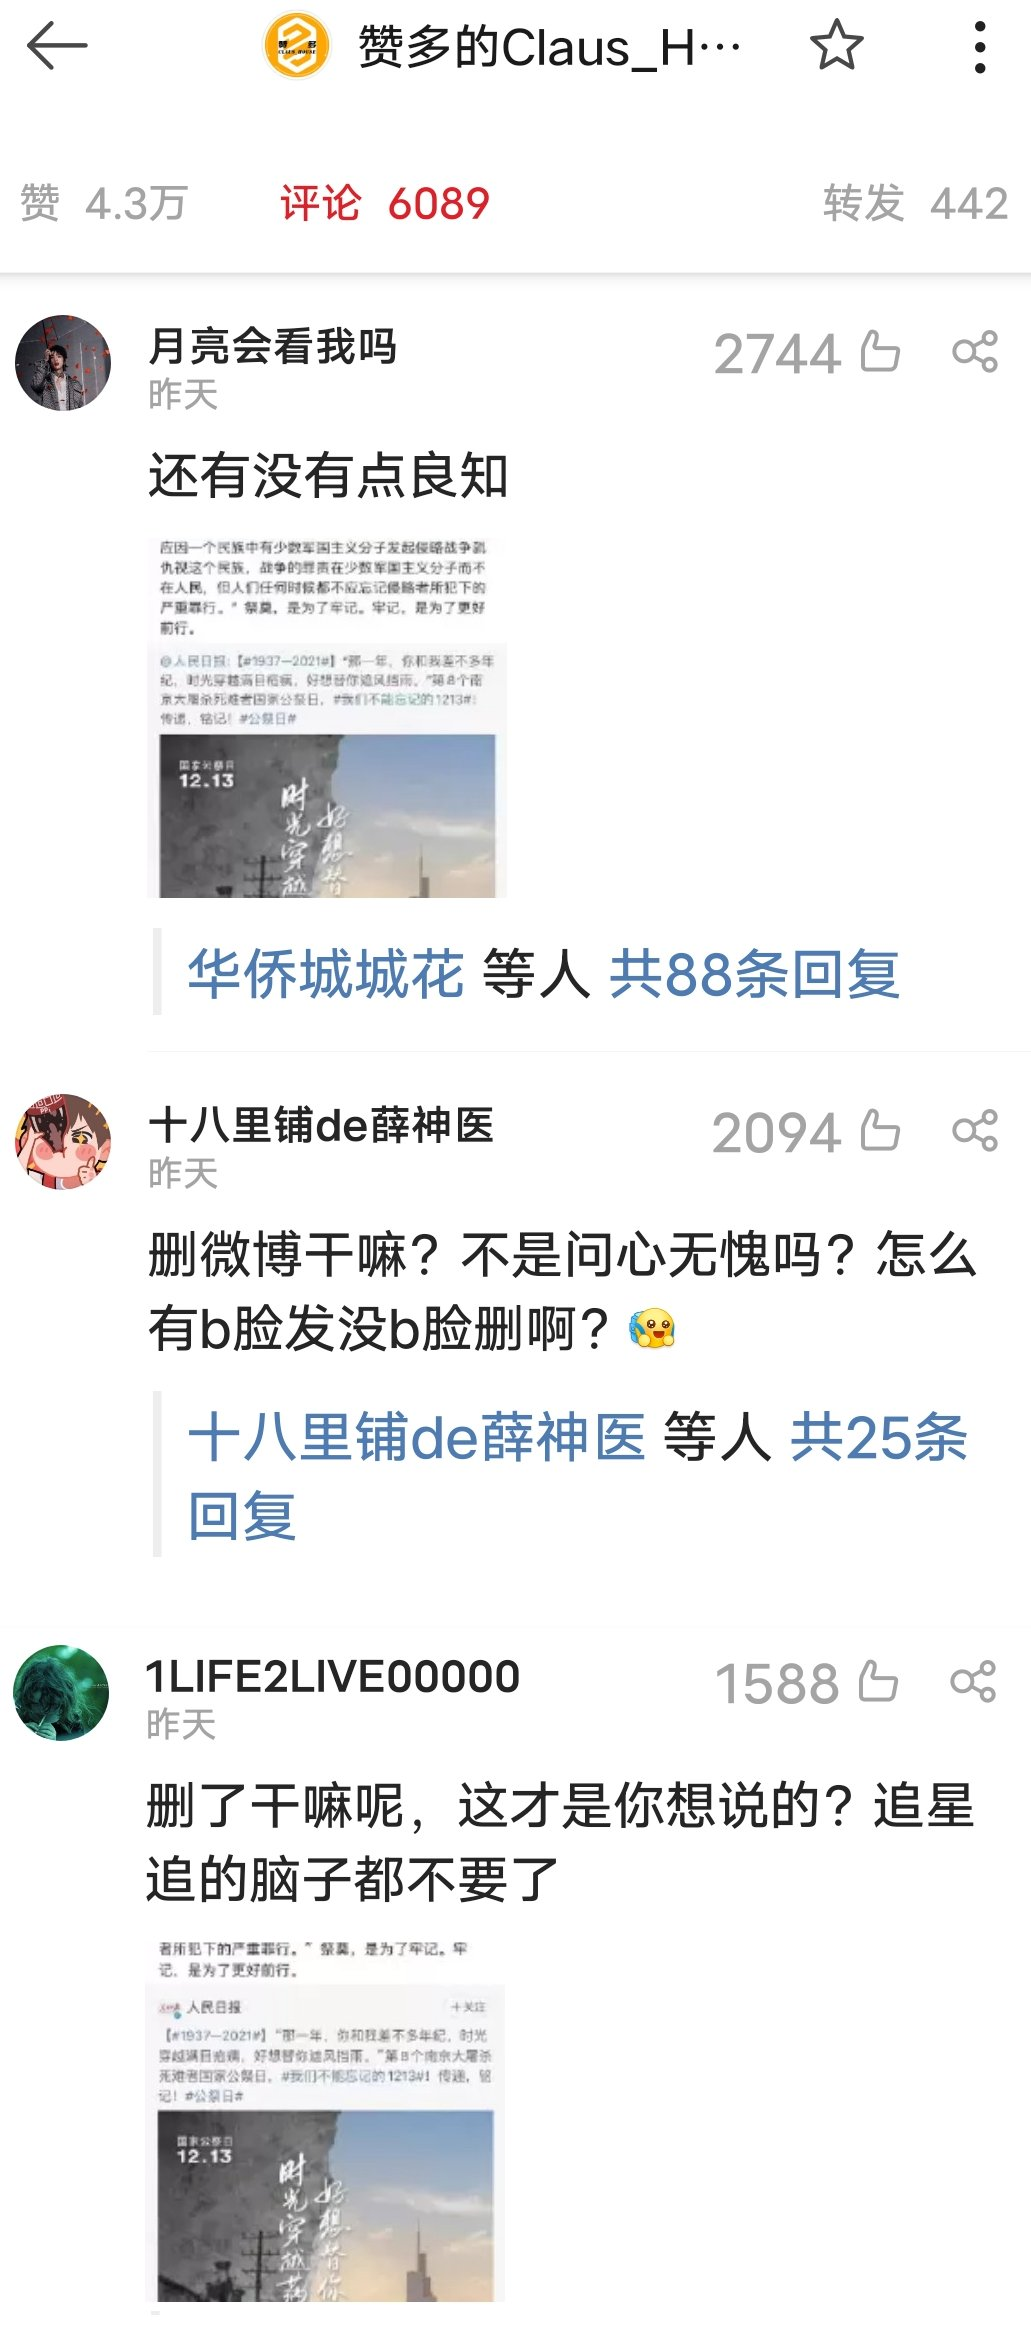 赞多的Claus_H…
赞 4.3万
评论 6089
转发 442
月亮会看我吗
昨天
2744
还有没有点良知
应因一个民族中有少数军国主义分子发起侵略战争就
仇视这个民族，战争的罪责在少数军国主义分子而不
在人民，但人们任何时候都不应忘记侵略者所犯下的
严重罪行。”祭奠，是为了牢记。牢记，是为了更好
前行。
@人民日报:【#1937—2021#】“那一年，你和我差不多年
纪，时光穿越满目疮痍，好想替你遮风挡雨。”第8个南
京大屠杀死难者国家公祭日，#我们不能忘记的1213#！
传递，铭记！#公祭日#
国家公祭日
12.13
时光穿越
好想替
华侨城城花 等人 共88条回复
十八里铺de薛神医
昨天
2094
删微博干嘛？不是问心无愧吗？怎么
有b脸发没b脸删啊？
十八里铺de薛神医 等人 共25条
回复
1LIFE2LIVE00000
昨天
1588
删了干嘛呢，这才是你想说的？追星
追的脑子都不要了
者所犯下的严重罪行。”祭奠，是为了牢记。牢
记，是为了更好前行。
人民日报
+关注
【#1937—2021#】“那一年，你和我差不多年纪，时光
穿越满目疮痍，好想替你遮风挡雨。”第8个南京大屠杀
死难者国家公祭日，#我们不能忘记的1213#！传递，铭
记！#公祭日#
国家公祭日
12.13
时光穿越满
好想替你